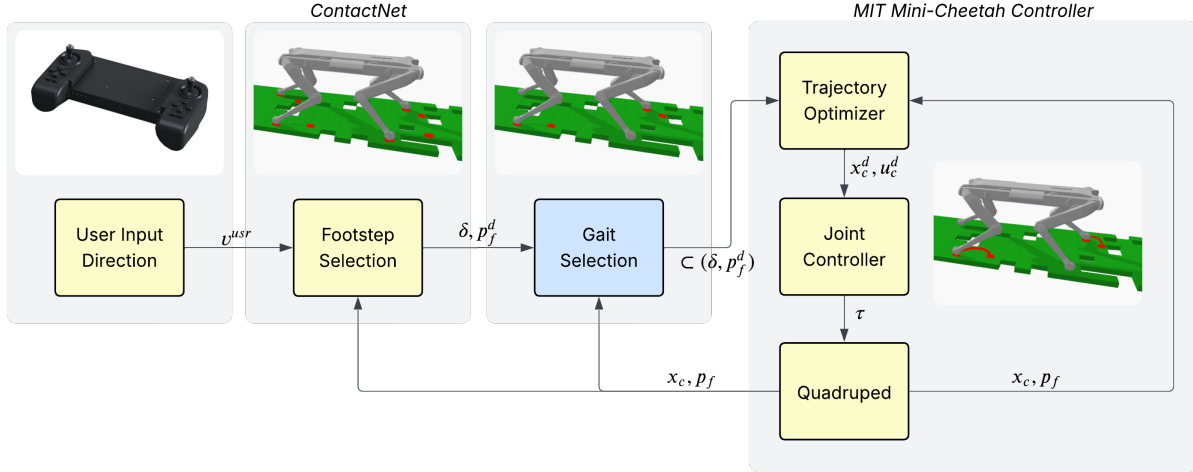 ContactNet
MIT Mini-Cheetah Controller
User Input
Direction
υᵘˢʳ
Footstep
Selection
δ, p_f^d
Gait
Selection
⊂ (δ, p_f^d)
Trajectory
Optimizer
x_c^d, u_c^d
Joint
Controller
τ
Quadruped
x_c, p_f
x_c, p_f